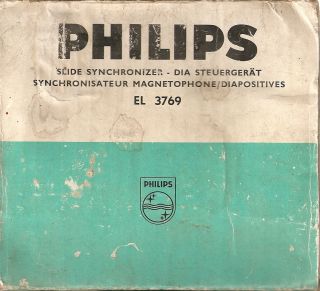 PHILIPS
SLIDE SYNCHRONIZER - DIA STEUERGERÄT
SYNCHRONISATEUR MAGNETOPHONE/DIAPOSITIVES
EL 3769
PHILIPS